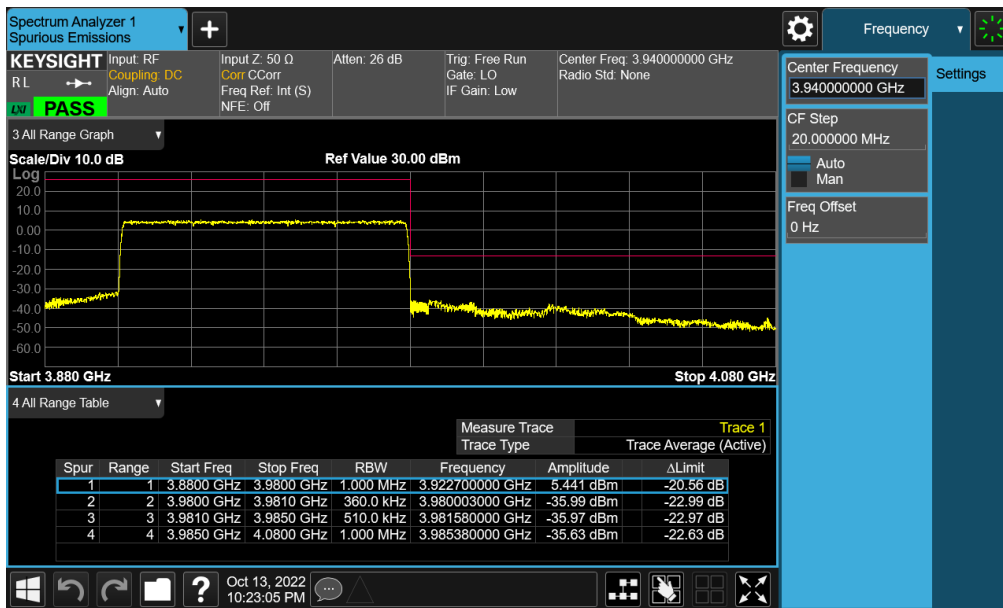 Spectrum Analyzer 1
Spurious Emissions
▼
+
Frequency ▼
KEYSIGHT
RL
LXI PASS
Input: RF
Coupling: DC
Align: Auto
Input Z: 50 Ω
Corr CCorr
Freq Ref: Int (S)
NFE: Off
Atten: 26 dB
Trig: Free Run
Gate: LO
IF Gain: Low
Center Freq: 3.940000000 GHz
Radio Std: None
Center Frequency
3.940000000 GHz
Settings
CF Step
20.000000 MHz
Auto
Man
Freq Offset
0 Hz
3 All Range Graph ▼
Scale/Div 10.0 dB Ref Value 30.00 dBm
Log
20.0
10.0
0.00
-10.0
-20.0
-30.0
-40.0
-50.0
-60.0
Start 3.880 GHz Stop 4.080 GHz
4 All Range Table ▼
Measure Trace Trace 1
Trace Type Trace Average (Active)
Spur Range Start Freq Stop Freq RBW Frequency Amplitude ΔLimit
1 1 3.8800 GHz 3.9800 GHz 1.000 MHz 3.922700000 GHz 5.441 dBm -20.56 dB
2 2 3.9800 GHz 3.9810 GHz 360.0 kHz 3.980003000 GHz -35.99 dBm -22.99 dB
3 3 3.9810 GHz 3.9850 GHz 510.0 kHz 3.981580000 GHz -35.97 dBm -22.97 dB
4 4 3.9850 GHz 4.0800 GHz 1.000 MHz 3.985380000 GHz -35.63 dBm -22.63 dB
?
Oct 13, 2022
10:23:05 PM